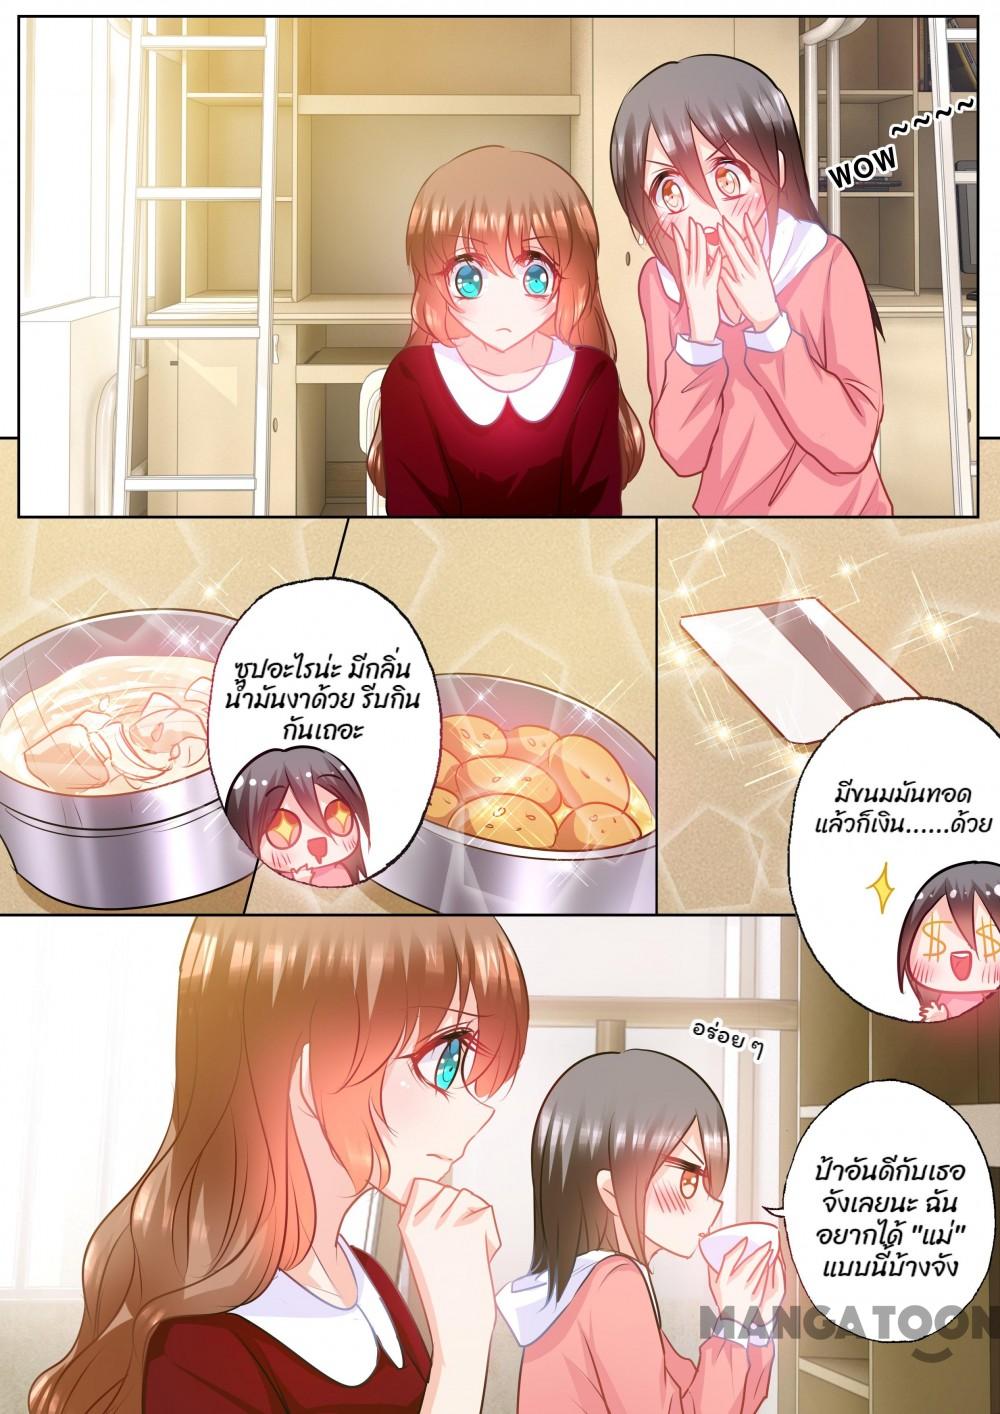 WOW~~~~
ซุปอะไรน่ะ มีกลิ่น
น้ำมันงาด้วย รีบกิน
กันเถอะ
มีขนมมันทอด
แล้วก็เงิน......ด้วย
$ $
อร่อย ๆ
ป้าอันดีกับเธอ
จังเลยนะ ฉัน
อยากได้ "แม่"
แบบนี้บ้างจัง
MANGATOON